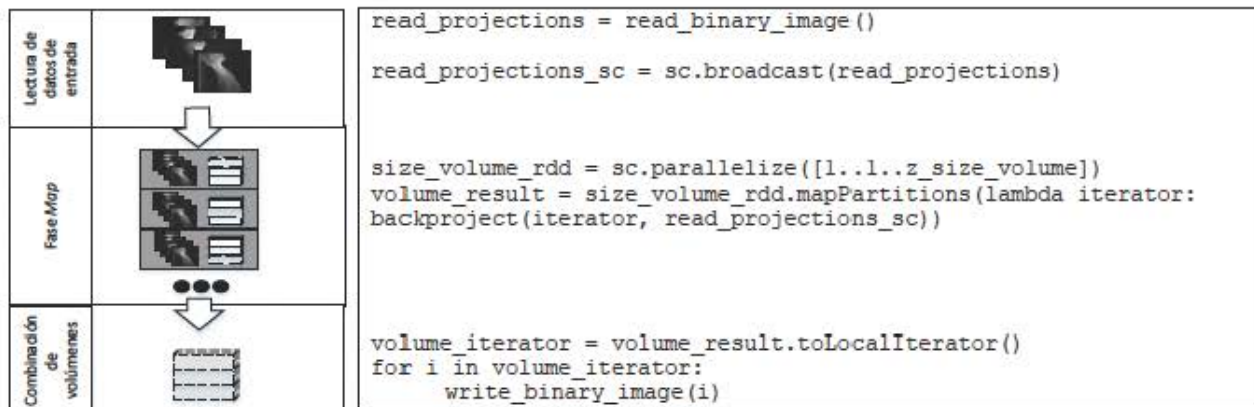 Lectura de
datos de
entrada
read_projections = read_binary_image()
read_projections_sc = sc.broadcast(read_projections)
Fase Map
size_volume_rdd = sc.parallelize([1..1..z_size_volume])
volume_result = size_volume_rdd.mapPartitions(lambda iterator:
backproject(iterator, read_projections_sc))
Combinación
de
volúmenes
volume_iterator = volume_result.toLocalIterator()
for i in volume_iterator:
write_binary_image(i)